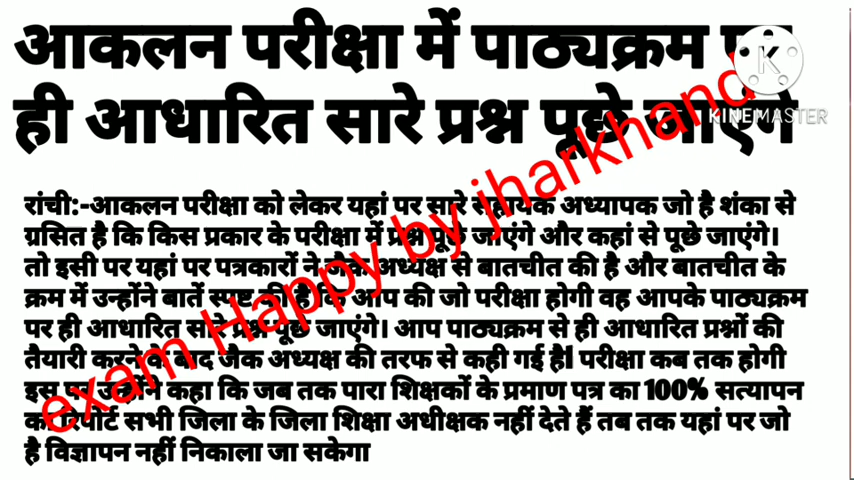 आकलन परीक्षा में पाठ्यक्रम पर
ही आधारित सारे प्रश्न पूछे जाएंगे
KINEMASTER
exam Happy by jharkhand
रांची:-आकलन परीक्षा को लेकर यहां पर सारे सहायक अध्यापक जो है शंका से
ग्रसित है कि किस प्रकार के परीक्षा में प्रश्न पूछे जाएंगे और कहां से पूछे जाएंगे।
तो इसी पर यहां पर पत्रकारों ने जैक अध्यक्ष से बातचीत की है और बातचीत के
क्रम में उन्होंने बातें स्पष्ट की है कि आप की जो परीक्षा होगी वह आपके पाठ्यक्रम
पर ही आधारित सारे प्रश्न पूछे जाएंगे। आप पाठ्यक्रम से ही आधारित प्रश्नों की
तैयारी करने के बाद जैक अध्यक्ष की तरफ से कही गई है। परीक्षा कब तक होगी
इस पर उन्होंने कहा कि जब तक पारा शिक्षकों के प्रमाण पत्र का 100% सत्यापन
का रिपोर्ट सभी जिला के जिला शिक्षा अधीक्षक नहीं देते हैं तब तक यहां पर जो
है विज्ञापन नहीं निकाला जा सकेगा